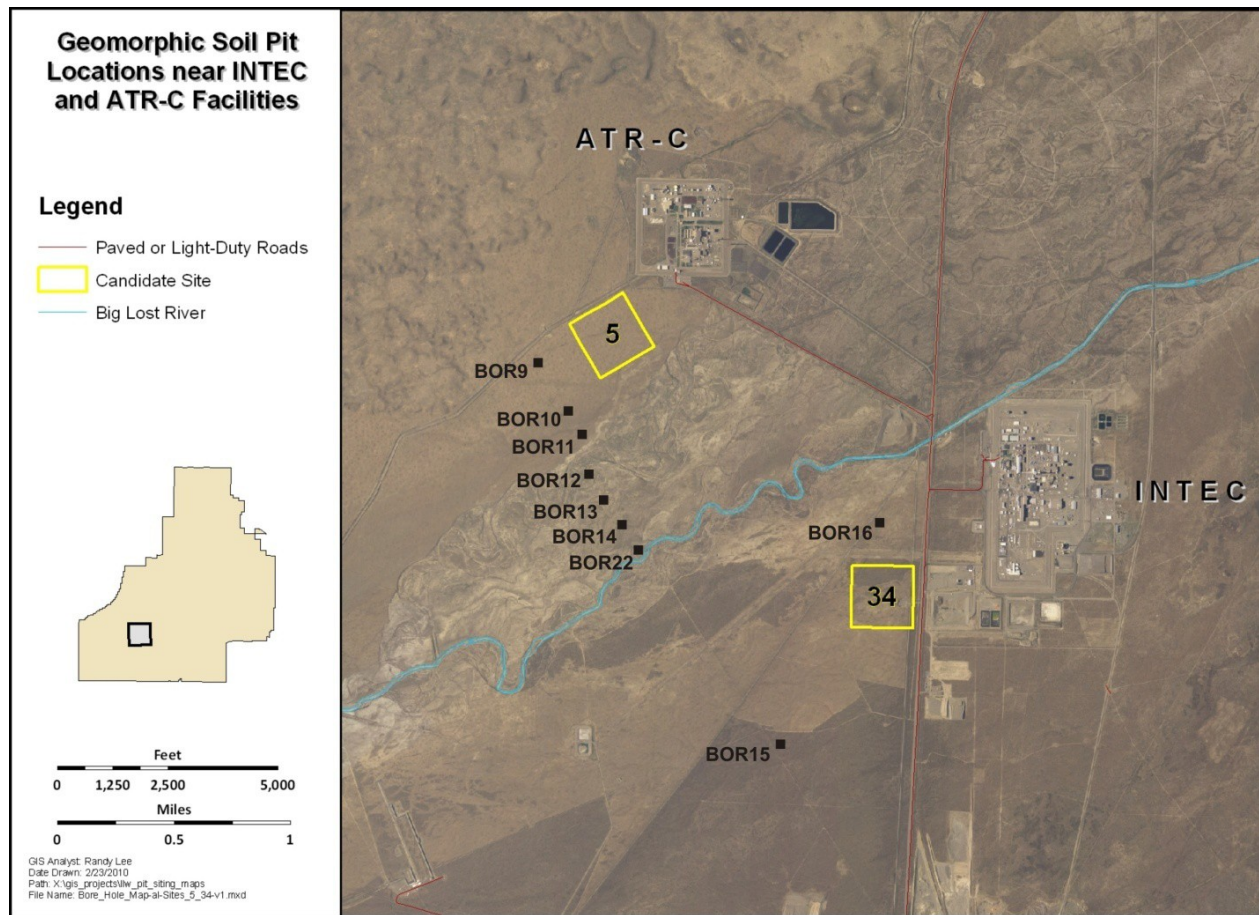 Geomorphic Soil Pit
Locations near INTEC
and ATR-C Facilities
Legend
Paved or Light-Duty Roads
Candidate Site
Big Lost River
Feet
0 1,250 2,500 5,000
Miles
0 0.5 1
GIS Analyst: Randy Lee
Date Drawn: 2/23/2010
Path: X:\gis_projects\llw_pit_siting_maps
File Name: Bore_Hole_Map-al-Sites_5_34-v1.mxd
ATR-C
5
BOR9
BOR10
BOR11
BOR12
BOR13
BOR14
BOR22
BOR16
INTEC
34
BOR15